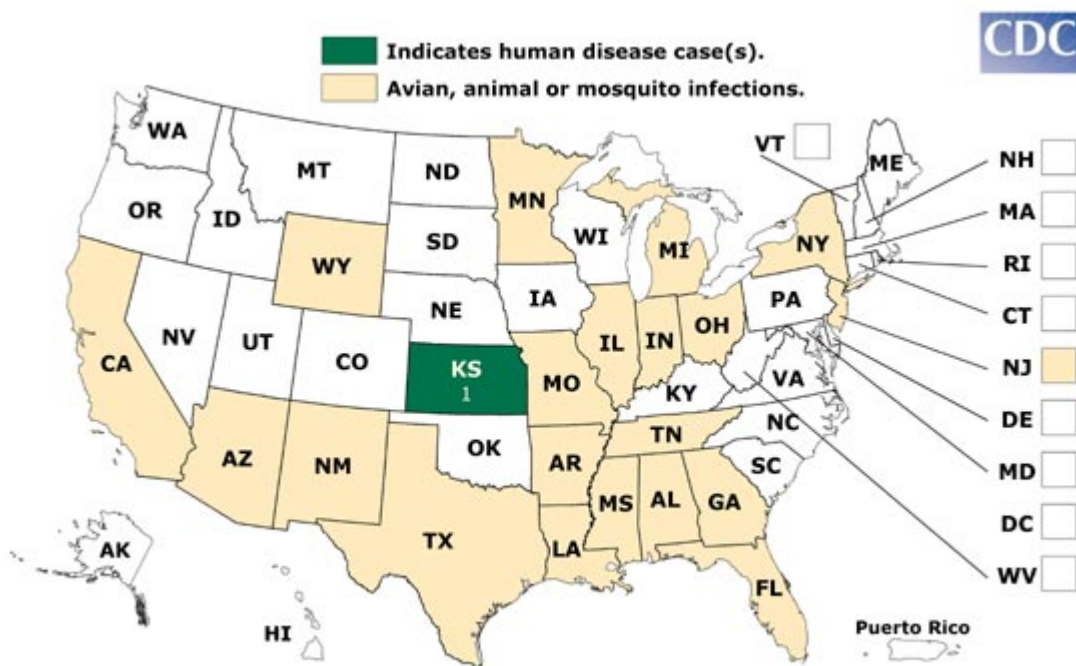 Indicates human disease case(s).
CDC
Avian, animal or mosquito infections.
WA
VT
ME
NH
MT
ND
MN
OR
ID
SD
WI
MA
NY
WY
MI
RI
IA
PA
CT
NE
NV
UT
CO
IL
IN
OH
NJ
CA
KS
1
MO
KY
VA
DE
AZ
NM
OK
AR
TN
NC
SC
MD
MS
AL
GA
DC
TX
LA
AK
FL
WV
HI
Puerto Rico